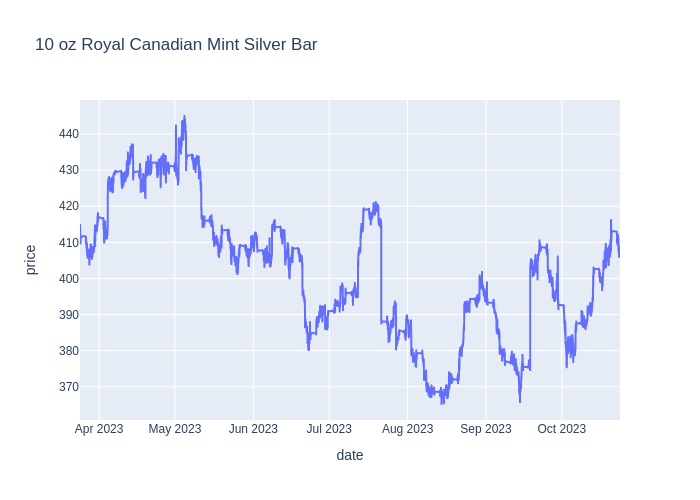 10 oz Royal Canadian Mint Silver Bar
440
430
420
410
400
390
380
370
price
Apr 2023 May 2023 Jun 2023 Jul 2023 Aug 2023 Sep 2023 Oct 2023
date